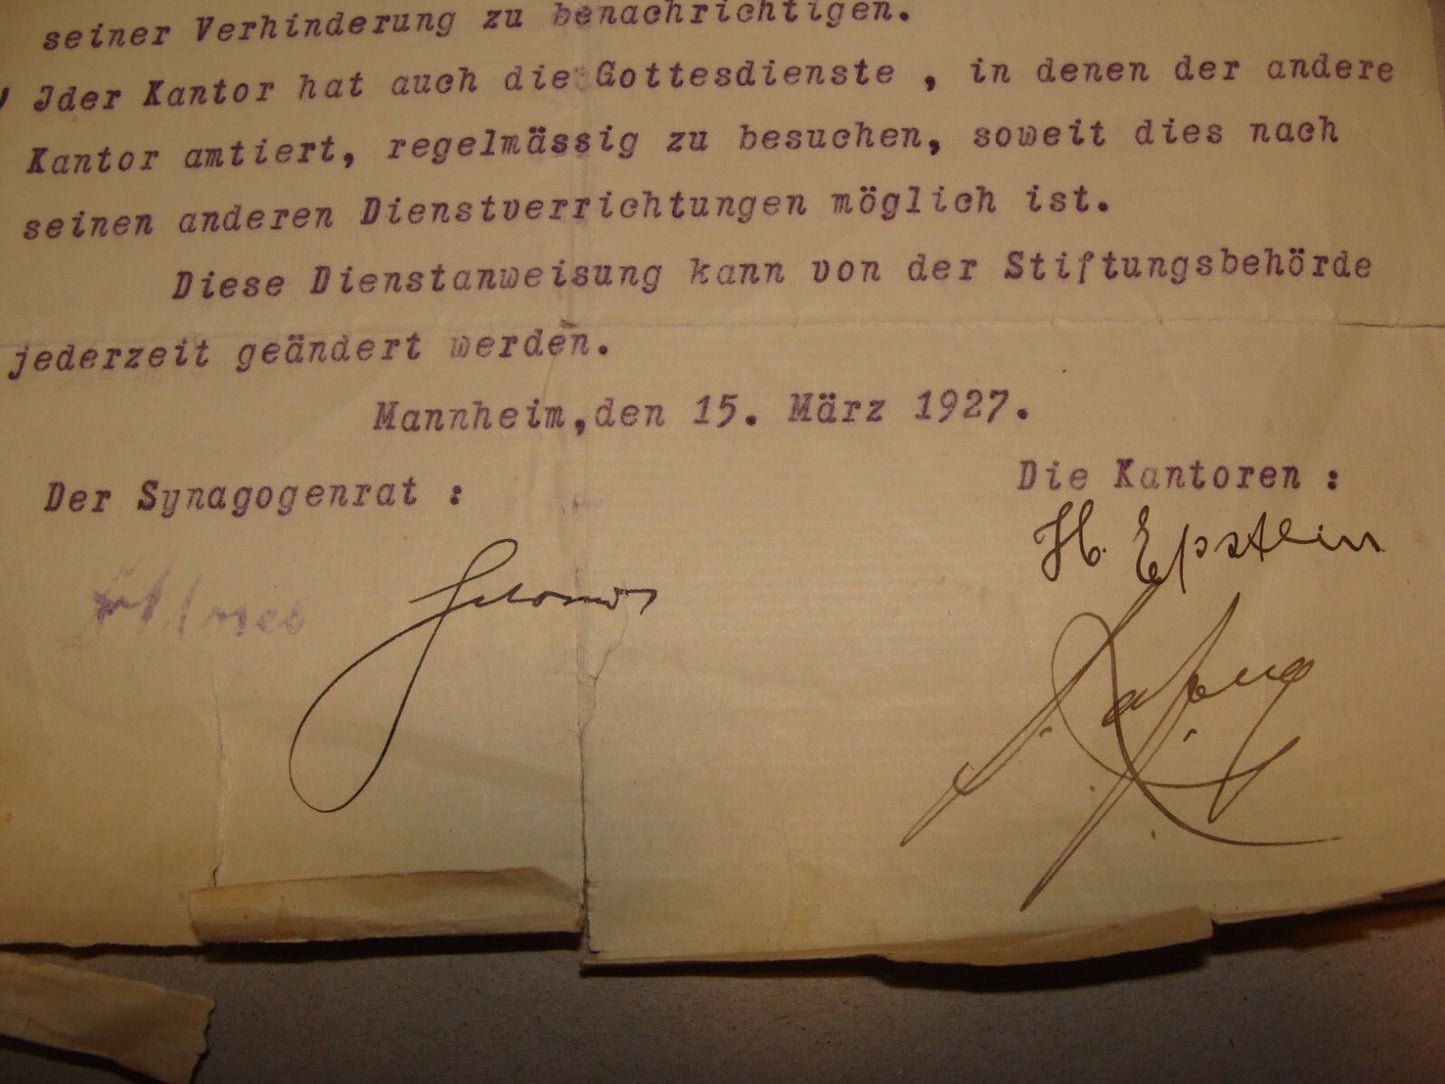 seiner Verhinderung zu benachrichtigen.
Jder Kantor hat auch die Gottesdienste , in denen der andere
Kantor amtiert, regelmässig zu besuchen, soweit dies nach
seinen anderen Dienstverrichtungen möglich ist.
Diese Dienstanweisung kann von der Stiftungsbehörde
jederzeit geändert werden.
Mannheim,den 15. März 1927.
Der Synagogenrat :
Die Kantoren :
H. Epstein